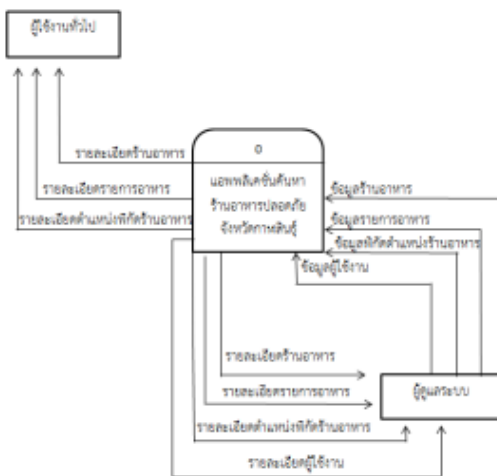 ผู้ใช้งานทั่วไป
รายละเอียดร้านอาหาร
รายละเอียดรายการอาหาร
รายละเอียดตำแหน่งพิกัดร้านอาหาร
0
แอพพลิเคชั่นค้นหา
ร้านอาหารปลอดภัย
จังหวัดกาฬสินธุ์
ข้อมูลร้านอาหาร
ข้อมูลรายการอาหาร
ข้อมูลพิกัดตำแหน่งร้านอาหาร
ข้อมูลผู้ใช้งาน
รายละเอียดร้านอาหาร
รายละเอียดรายการอาหาร
ผู้ดูแลระบบ
รายละเอียดตำแหน่งพิกัดร้านอาหาร
รายละเอียดผู้ใช้งาน